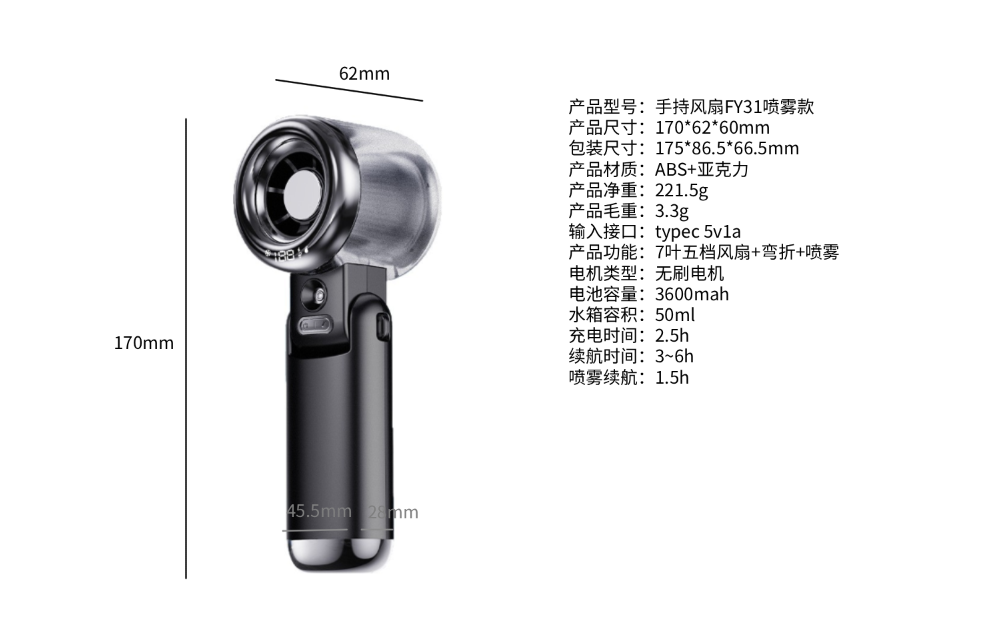 62mm
产品型号：手持风扇FY31喷雾款
产品尺寸：170*62*60mm
包装尺寸：175*86.5*66.5mm
产品材质：ABS+亚克力
产品净重：221.5g
产品毛重：3.3g
输入接口：typec 5v1a
产品功能：7叶五档风扇+弯折+喷雾
电机类型：无刷电机
电池容量：3600mah
水箱容积：50ml
充电时间：2.5h
续航时间：3~6h
喷雾续航：1.5h
170mm
45.5mm
28mm